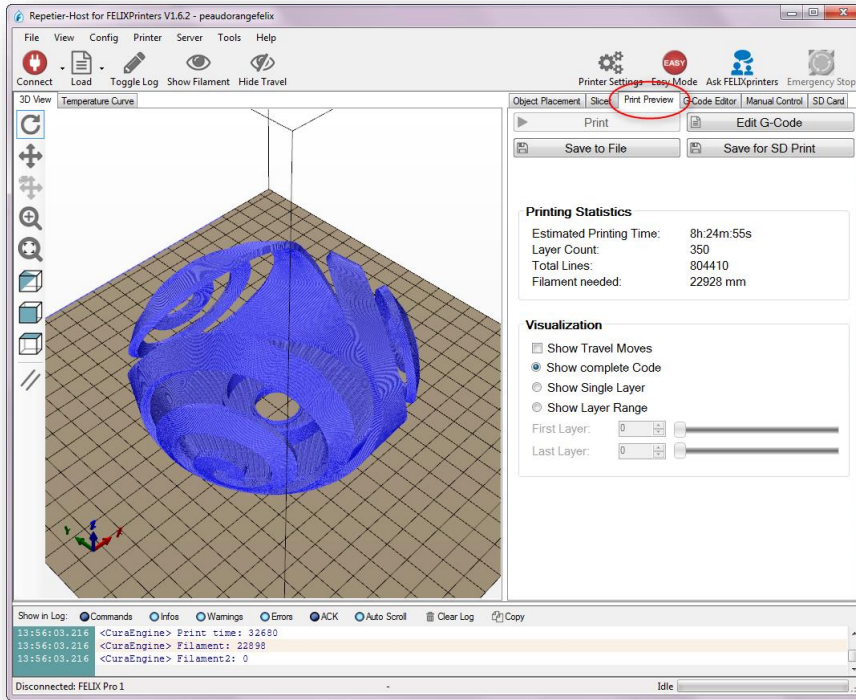 Repetier-Host for FELIXPrinters V1.6.2 - peaudorangefelix
File View Config Printer Server Tools Help
Connect Load Toggle Log Show Filament Hide Travel Printer Settings Easy Mode Ask FELIXprinters Emergency Stop
EASY
3D View Temperature Curve Object Placement Slicer Print Preview G-Code Editor Manual Control SD Card
Print Edit G-Code
Save to File Save for SD Print
Printing Statistics
Estimated Printing Time: 8h:24m:55s
Layer Count: 350
Total Lines: 804410
Filament needed: 22928 mm
Visualization
Show Travel Moves
Show complete Code
Show Single Layer
Show Layer Range
First Layer: 0
Last Layer: 0
Show in Log: Commands Infos Warnings Errors ACK Auto Scroll Clear Log Copy
13:56:03.216 <CuraEngine> Print time: 32680
13:56:03.216 <CuraEngine> Filament: 22898
13:56:03.216 <CuraEngine> Filament2: 0
Disconnected: FELIX Pro 1 - Idle